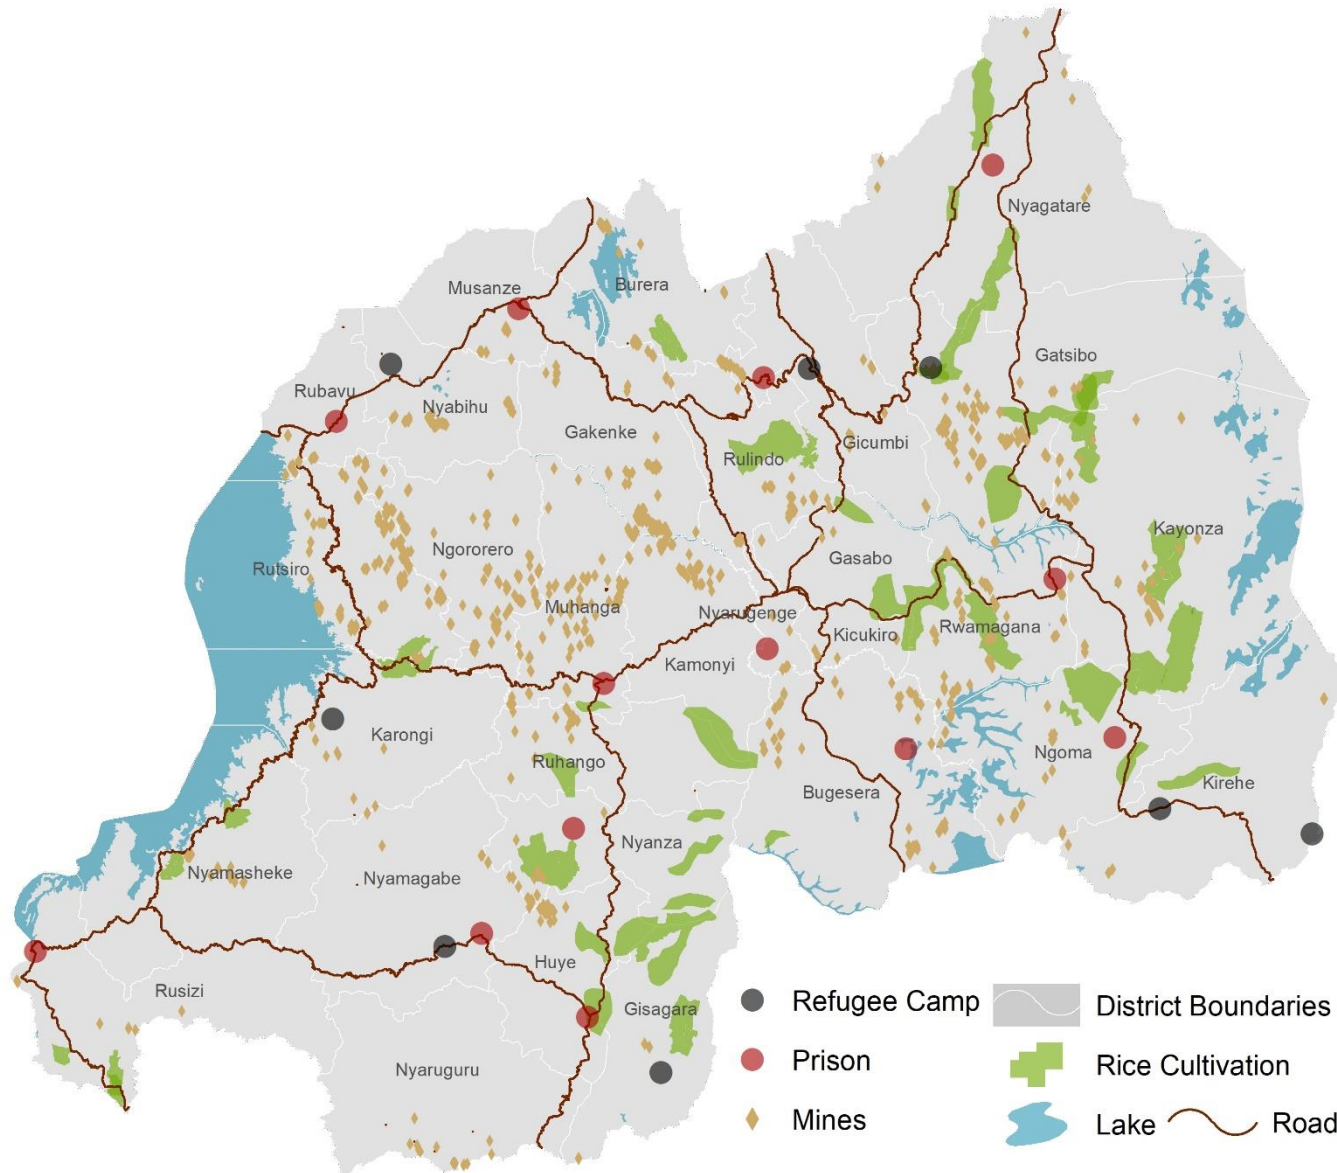 Nyagatare
Musanze
Burera
Gatsibo
Rubavu
Nyabihu
Gakenke
Gicumbi
Rulindo
Kayonza
Ngororero
Gasabo
Rutsiro
Muhanga
Nyarugenge
Kicukiro
Rwamagana
Kamonyi
Karongi
Ngoma
Ruhango
Bugesera
Kirehe
Nyanza
Nyamasheke
Nyamagabe
Huye
Rusizi
Gisagara
Nyaruguru
Refugee Camp
District Boundaries
Prison
Rice Cultivation
Mines
Lake
Road